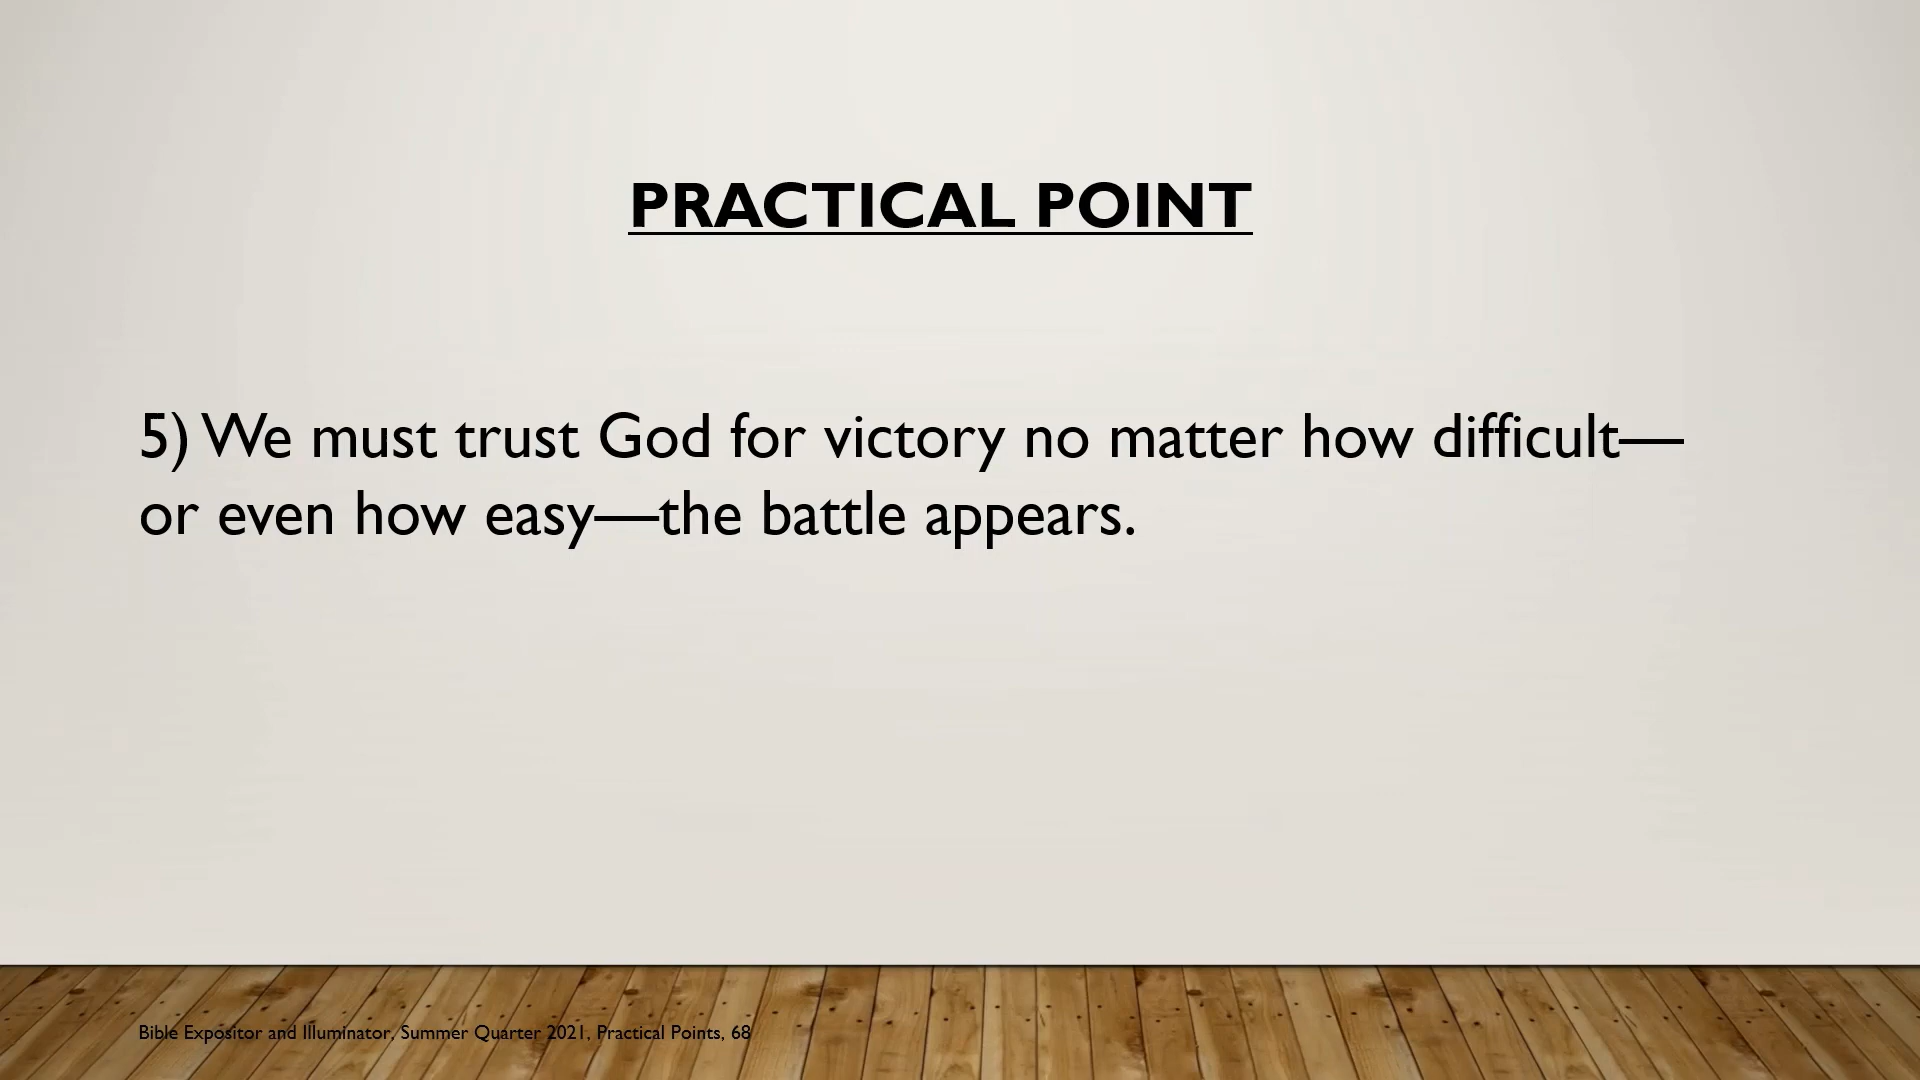 PRACTICAL POINT
5) We must trust God for victory no matter how difficult—
or even how easy—the battle appears.
Bible Expositor and Illuminator, Summer Quarter 2021, Practical Points, 68